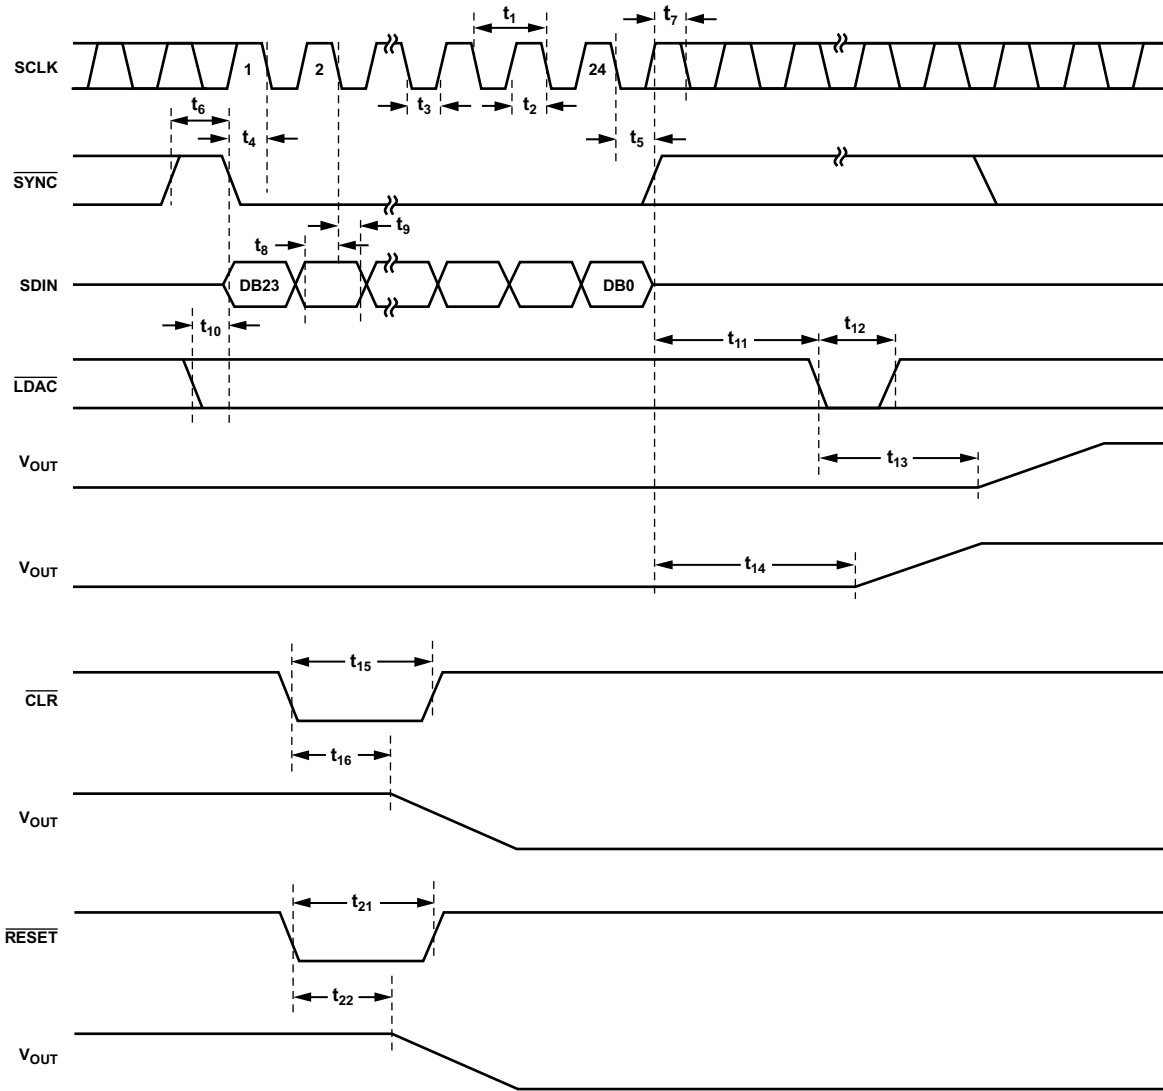 t1
t7
SCLK
1
2
24
t6
t3
t2
t4
t5
SYNC
t9
t8
SDIN
DB23
DB0
t10
t11
t12
LDAC
VOUT
t13
VOUT
t14
t15
CLR
t16
VOUT
t21
RESET
t22
VOUT